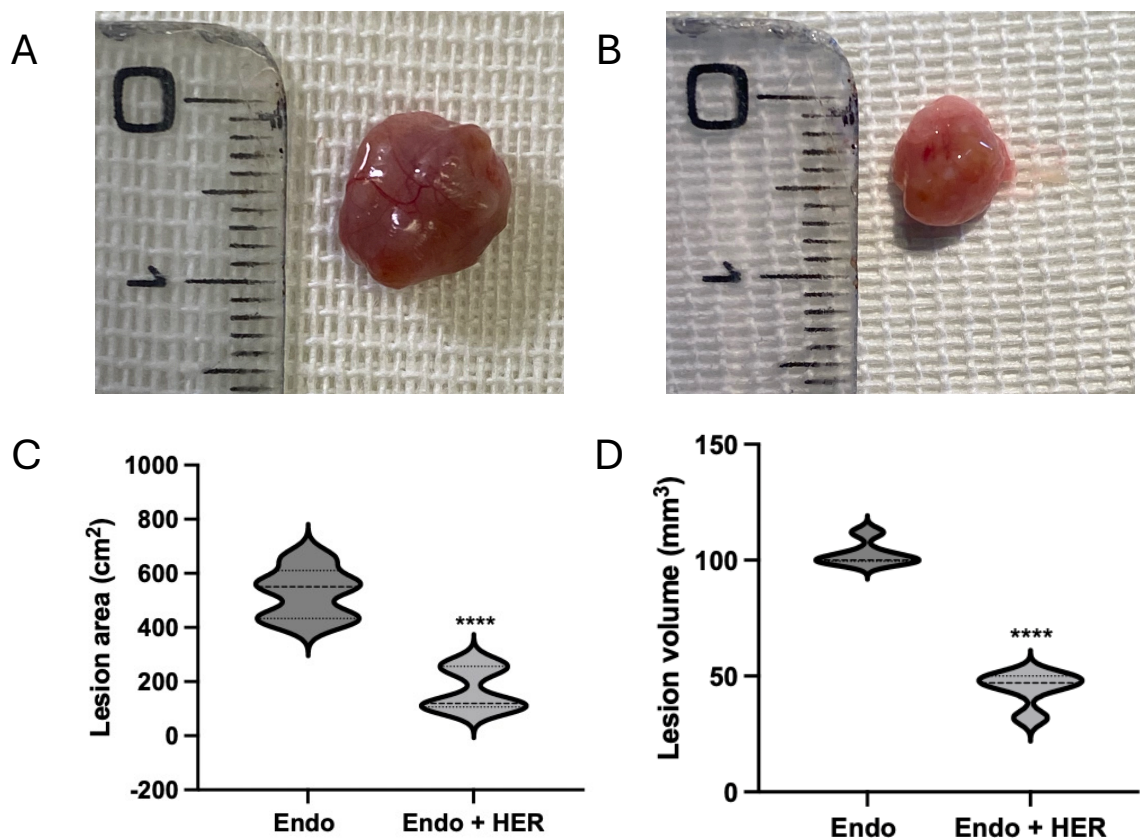 A
B
0
1
0
1
C
D
Lesion area (cm²)
1000
800
600
400
200
0
-200
****
Endo
Endo + HER
Lesion volume (mm³)
150
100
50
0
****
Endo
Endo + HER